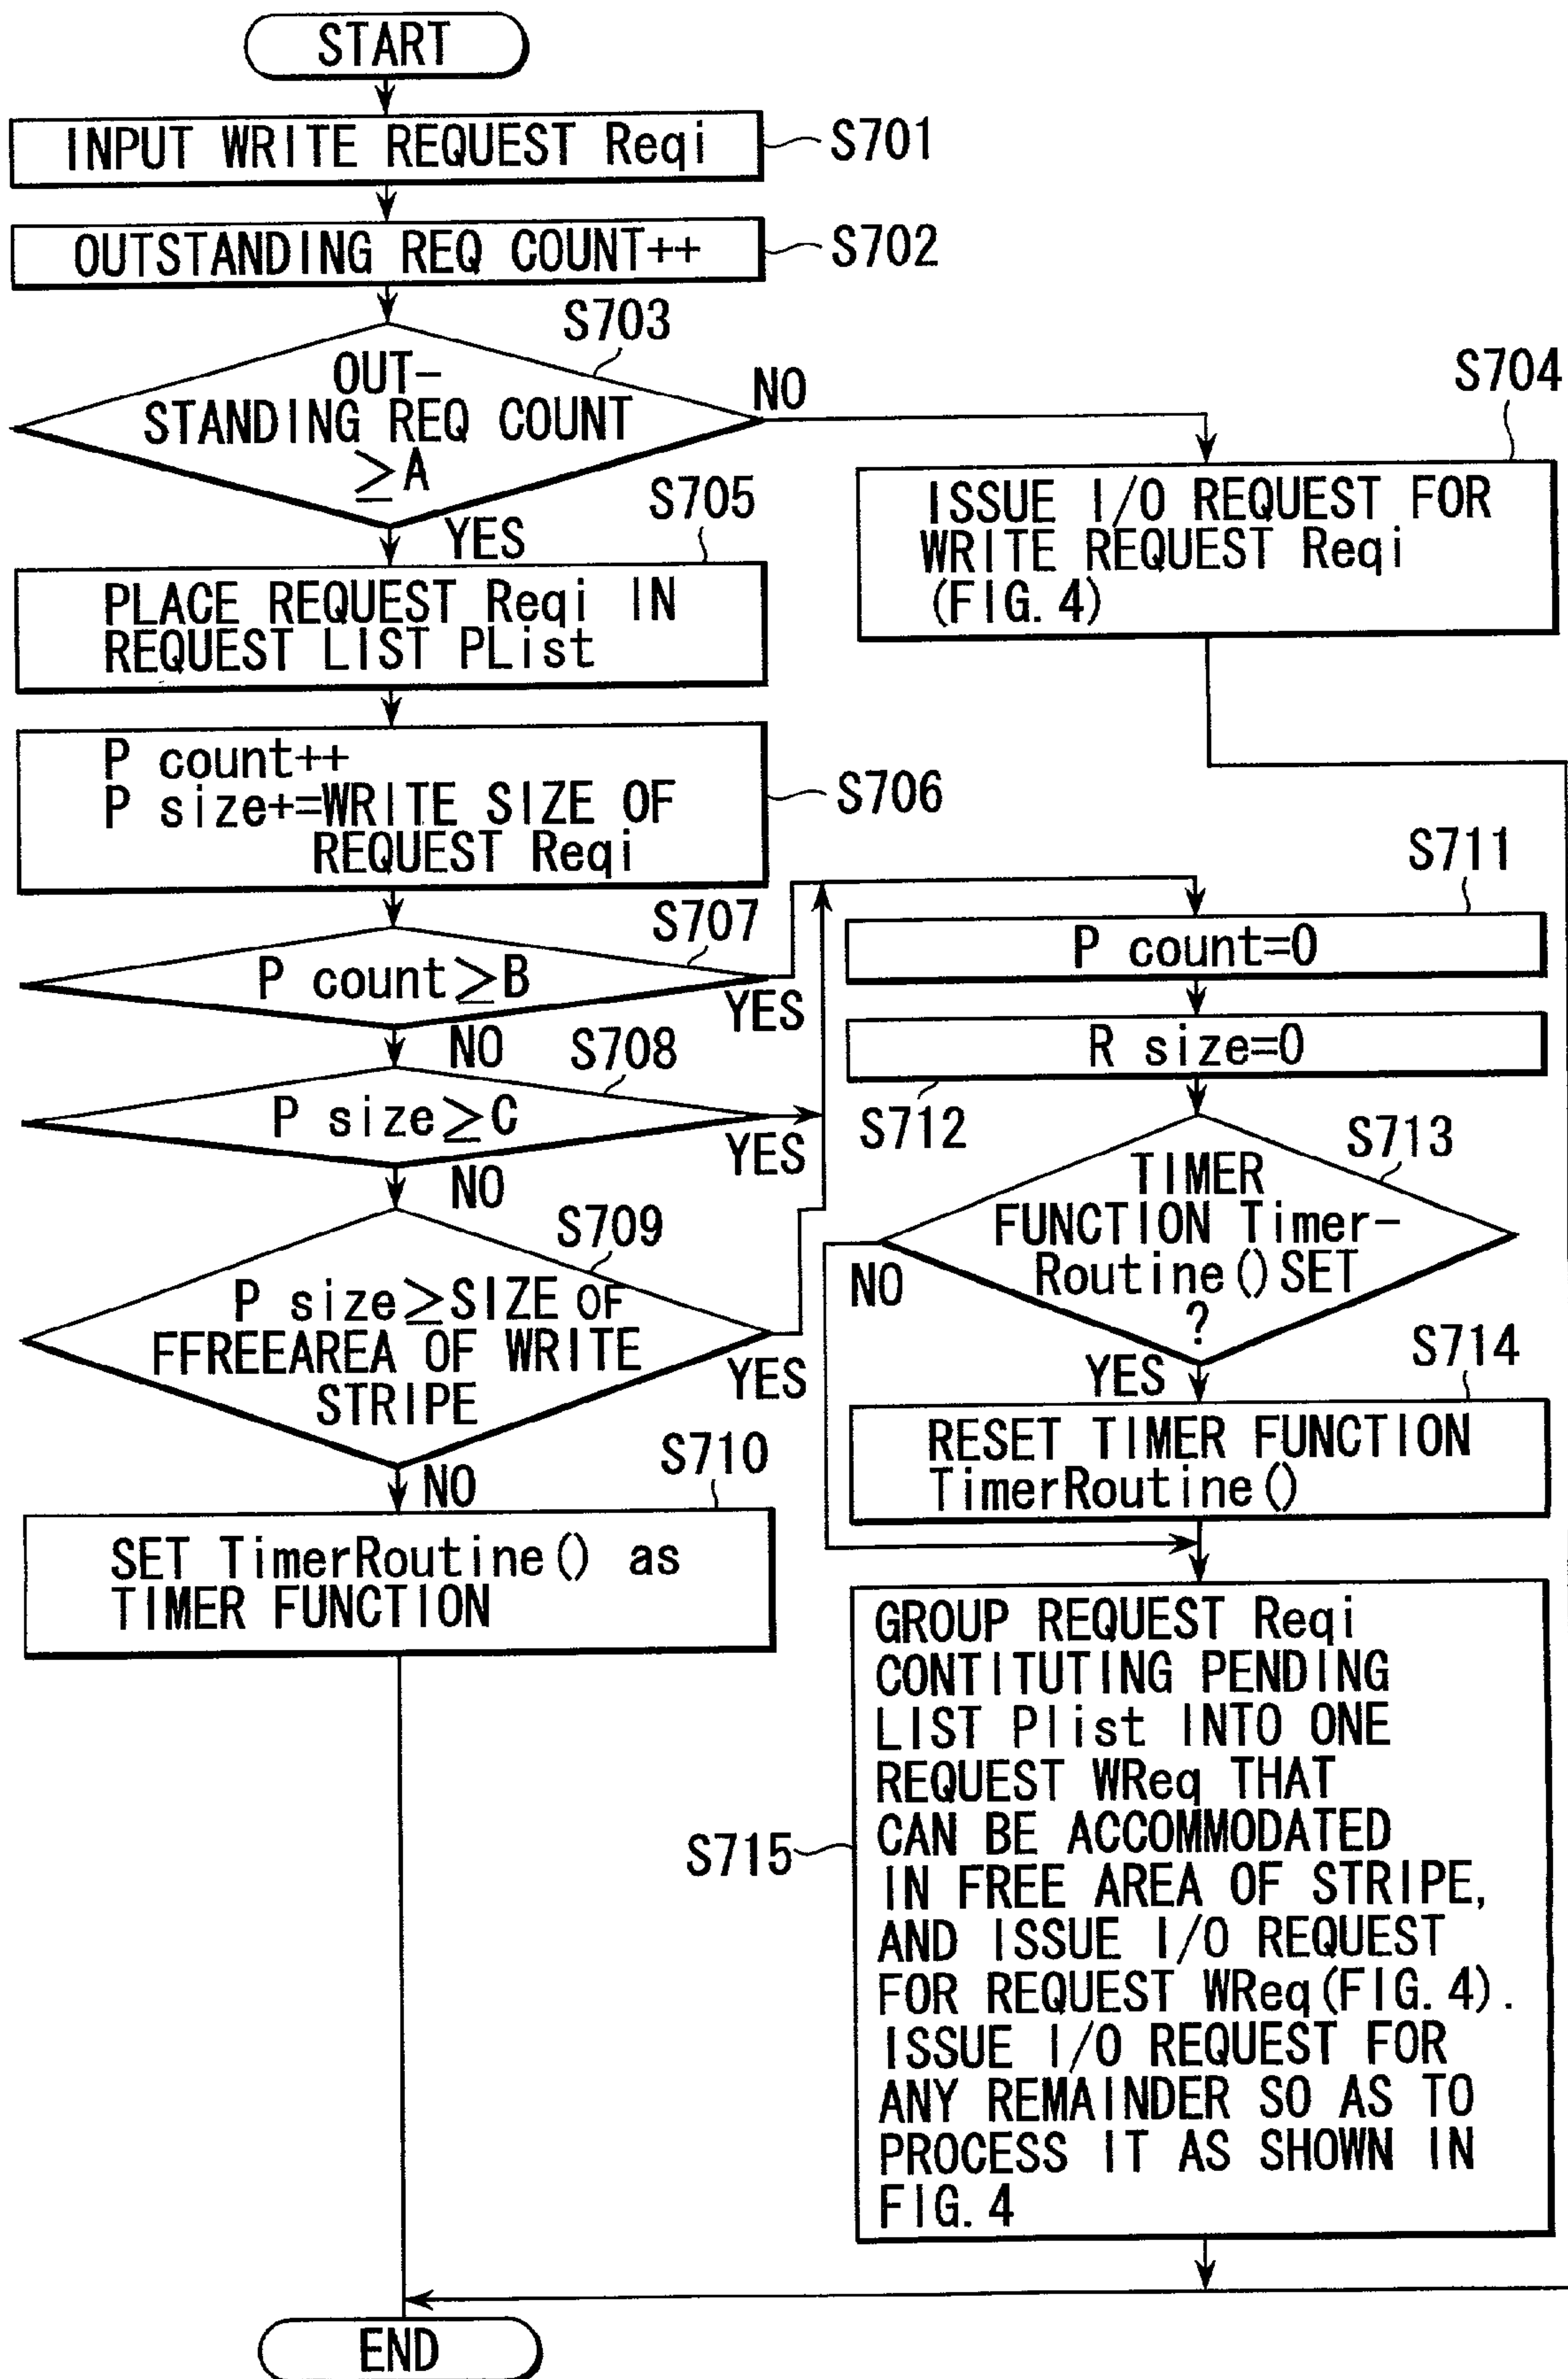 START
INPUT WRITE REQUEST Reqi
S701
OUTSTANDING REQ COUNT++
S702
S703
OUT-
STANDING REQ COUNT
≥A
NO
YES
S704
ISSUE I/O REQUEST FOR
WRITE REQUEST Reqi
(FIG. 4)
S705
PLACE REQUEST Reqi IN
REQUEST LIST PList
P count++
P size+=WRITE SIZE OF
REQUEST Reqi
S706
S707
P count≥B
YES
NO
S708
P size≥C
YES
NO
S709
P size≥SIZE OF
FFREEAREA OF WRITE
STRIPE
YES
NO
S710
SET TimerRoutine() as
TIMER FUNCTION
S711
P count=0
R size=0
S712
S713
TIMER
FUNCTION Timer-
Routine()SET
?
NO
YES
S714
RESET TIMER FUNCTION
TimerRoutine()
GROUP REQUEST Reqi
CONTITUTING PENDING
LIST Plist INTO ONE
REQUEST WReq THAT
CAN BE ACCOMMODATED
IN FREE AREA OF STRIPE,
AND ISSUE I/O REQUEST
FOR REQUEST WReq(FIG. 4).
ISSUE I/O REQUEST FOR
ANY REMAINDER SO AS TO
PROCESS IT AS SHOWN IN
FIG. 4
S715
END